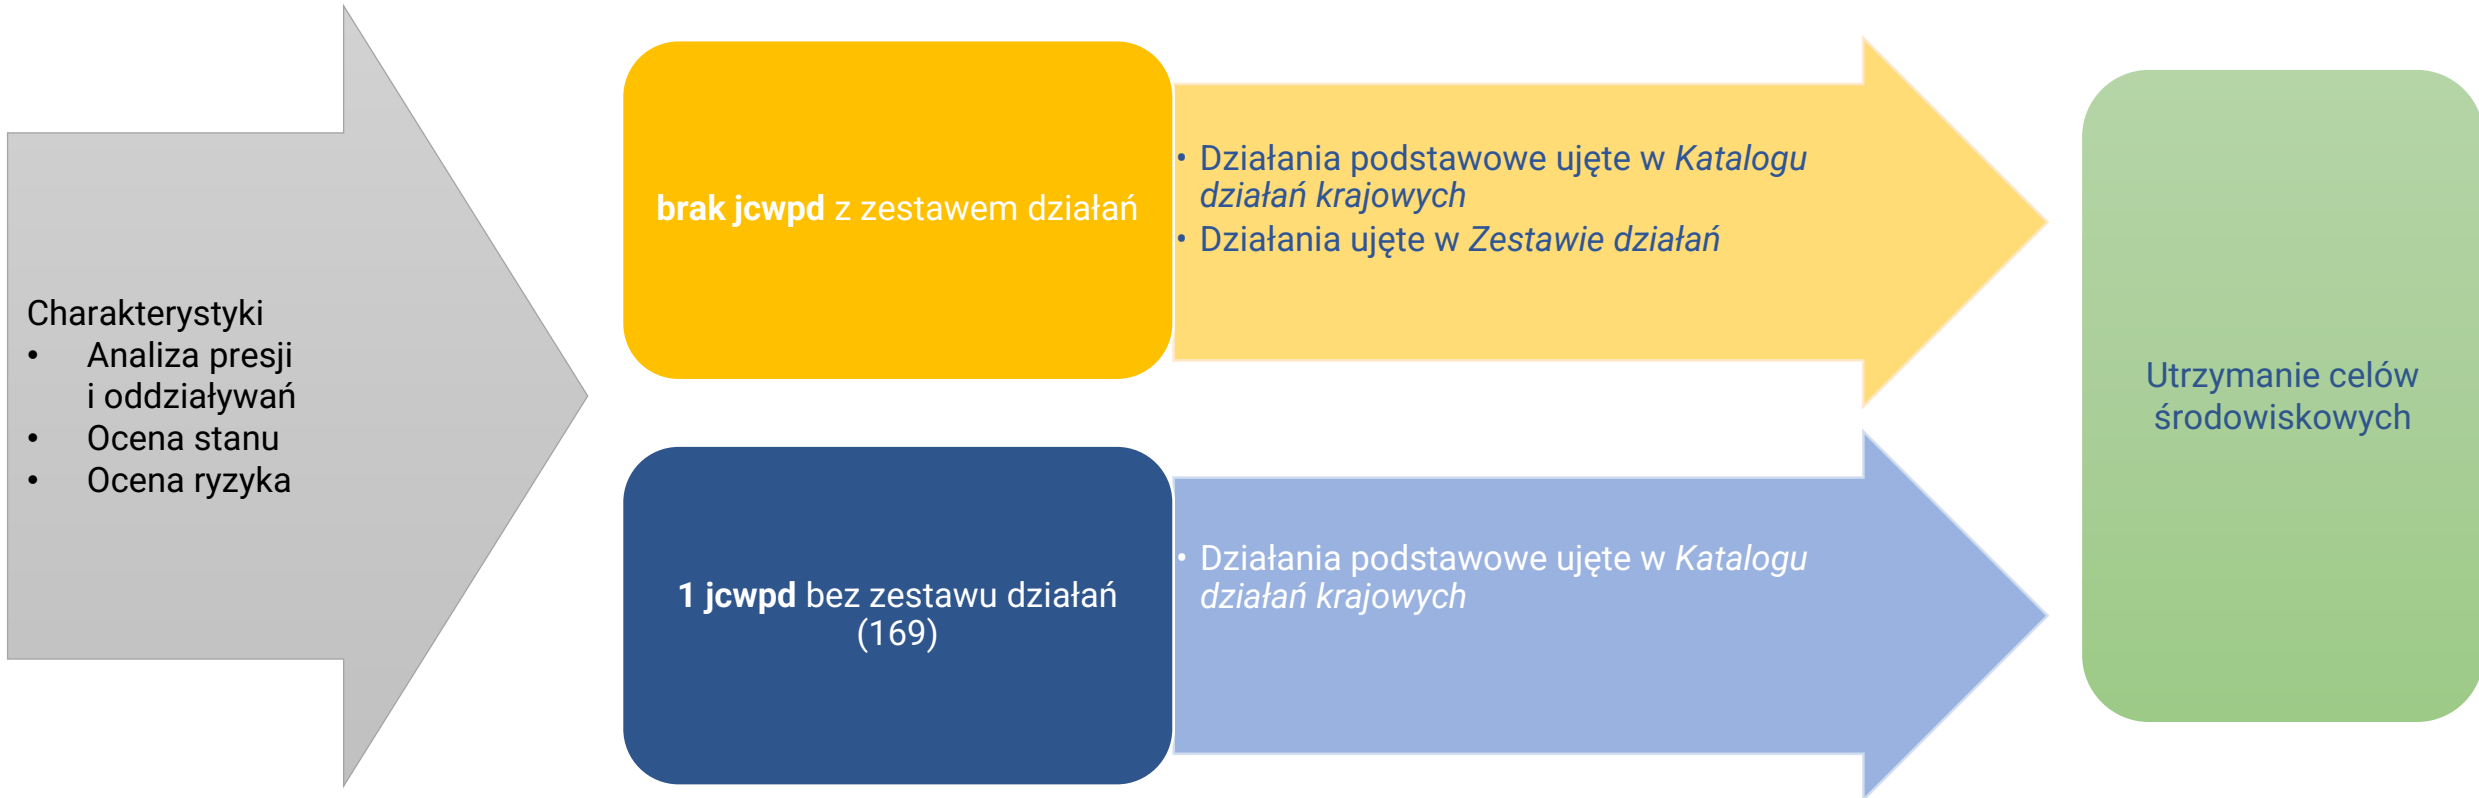 Charakterystyki
• Analiza presji
i oddziaływań
• Ocena stanu
• Ocena ryzyka
brak jcwpd z zestawem działań
• Działania podstawowe ujęte w Katalogu
działań krajowych
• Działania ujęte w Zestawie działań
1 jcwpd bez zestawu działań
(169)
• Działania podstawowe ujęte w Katalogu
działań krajowych
Utrzymanie celów
środowiskowych